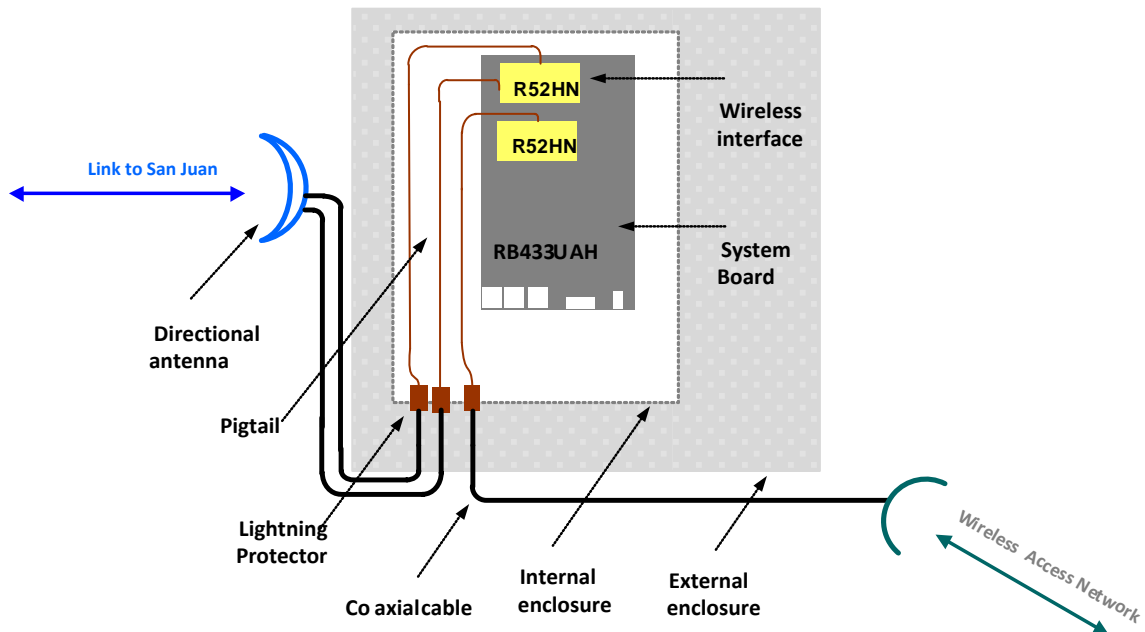 R52HN
Wireless
interface
R52HN
Link to San Juan
RB433UAH
System
Board
Directional
antenna
Pigtail
Lightning
Protector
Co axialcable
Internal
enclosure
External
enclosure
Wireless Access Network